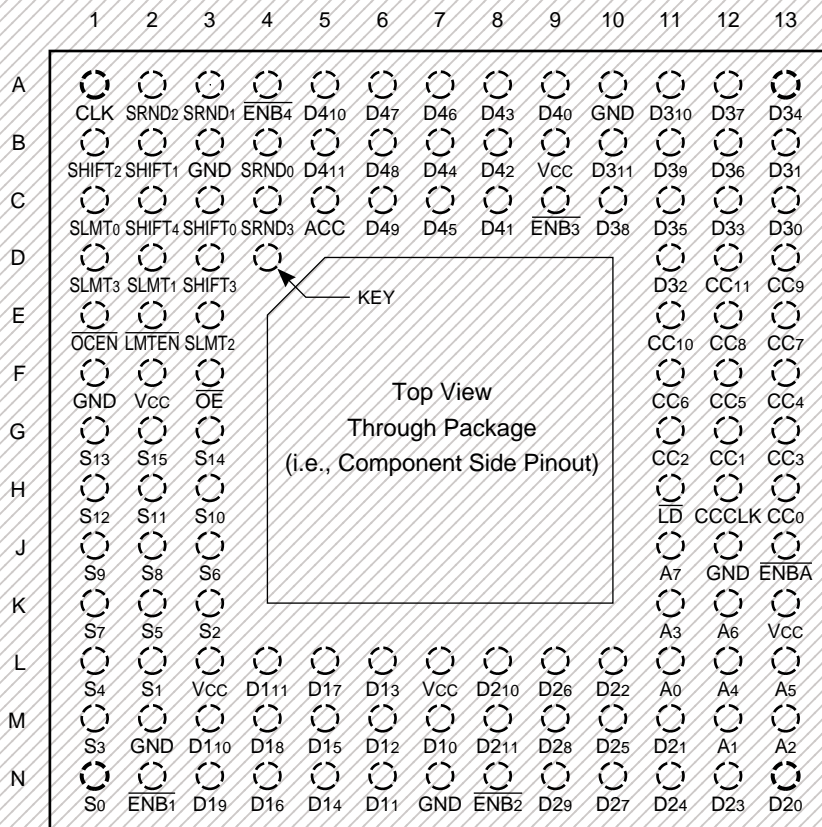 1 2 3 4 5 6 7 8 9 10 11 12 13
A
CLK SRND2 SRND1 ENB4 D410 D47 D46 D43 D40 GND D310 D37 D34
B
SHIFT2 SHIFT1 GND SRND0 D411 D48 D44 D42 VCC D311 D39 D36 D31
C
SLMT0 SHIFT4 SHIFT0 SRND3 ACC D49 D45 D41 ENB3 D38 D35 D33 D30
D
SLMT3 SLMT1 SHIFT3 D32 CC11 CC9
KEY
E
OCEN LMTEN SLMT2 CC10 CC8 CC7
F
GND VCC OE CC6 CC5 CC4
Top View
Through Package
(i.e., Component Side Pinout)
G
S13 S15 S14 CC2 CC1 CC3
H
S12 S11 S10 LD CCCLK CC0
J
S9 S8 S6 A7 GND ENBA
K
S7 S5 S2 A3 A6 VCC
L
S4 S1 VCC D111 D17 D13 VCC D210 D26 D22 A0 A4 A5
M
S3 GND D110 D18 D15 D12 D10 D211 D28 D25 D21 A1 A2
N
S0 ENB1 D19 D16 D14 D11 GND ENB2 D29 D27 D24 D23 D20